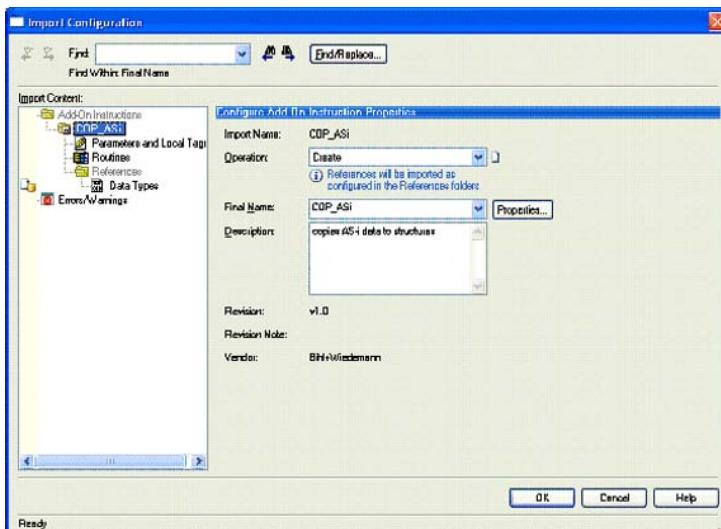 Import Configuration
Find:
Find/Replace...
Find Within: Final Name
Import Content:
Add-On Instructions
COP_ASi
Parameters and Local Tags
Routines
References
Data Types
Errors/Warnings
Configure Add-On Instruction Properties
Import Name: COP_ASi
Operation: Create
References will be imported as
configured in the References folders
Final Name: COP_ASi
Properties...
Description: copies AS-i data to structures
Revision: v1.0
Revision Note:
Vendor: Bihl+Wiedemann
OK Cancel Help
Ready